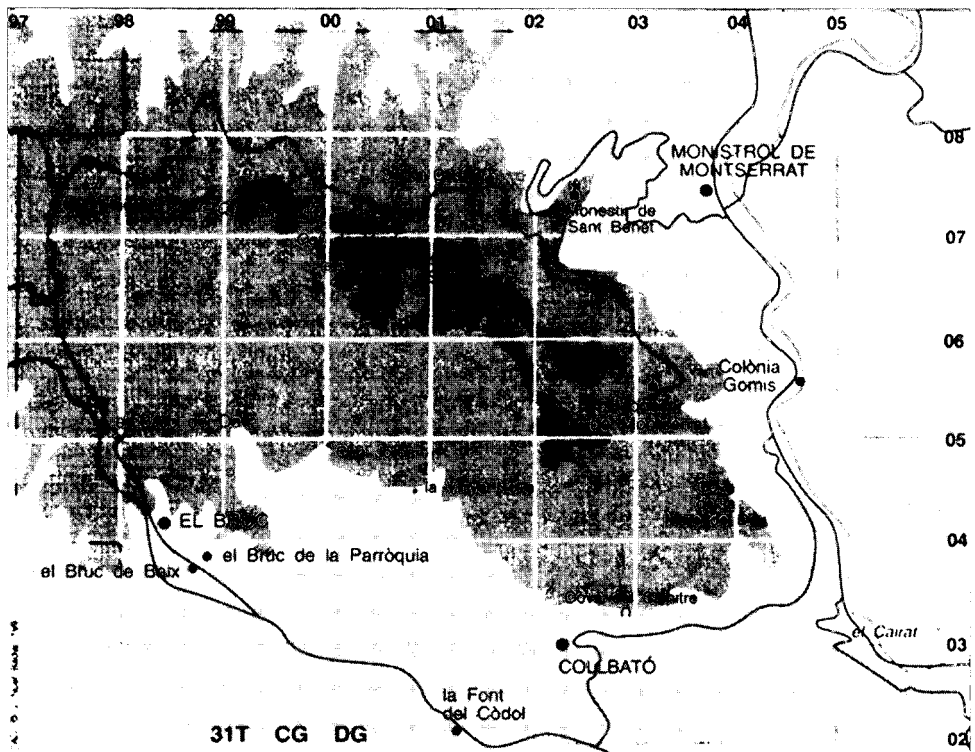 97 98 99 00 01 02 03 04 05
08
MONISTROL DE
MONTSERRAT
Monestir de
Sant Benet
07
06
Colònia
Gomis
05
EL BRUC
04
el Bruc de la Parròquia
el Bruc de Baix
el Cairat
03
COLLBATÓ
la Font
del Còdol
31T CG DG
02